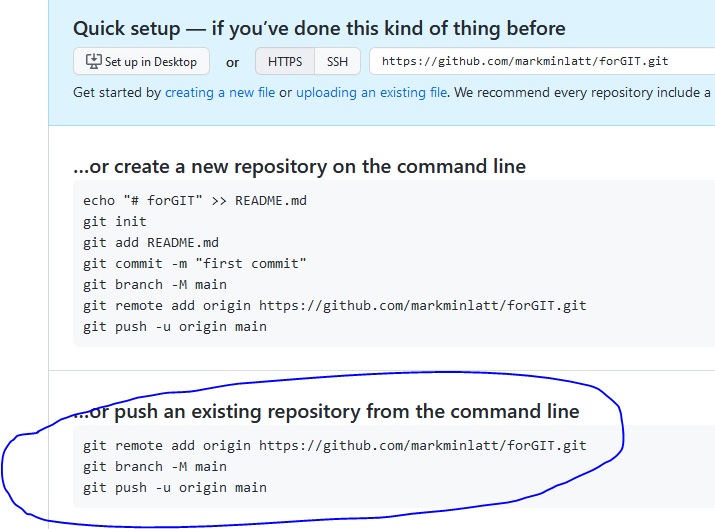 Quick setup — if you've done this kind of thing before
Set up in Desktop or HTTPS SSH https://github.com/markminlatt/forGIT.git
Get started by creating a new file or uploading an existing file. We recommend every repository include a
...or create a new repository on the command line
echo "# forGIT" >> README.md
git init
git add README.md
git commit -m "first commit"
git branch -M main
git remote add origin https://github.com/markminlatt/forGIT.git
git push -u origin main
...or push an existing repository from the command line
git remote add origin https://github.com/markminlatt/forGIT.git
git branch -M main
git push -u origin main